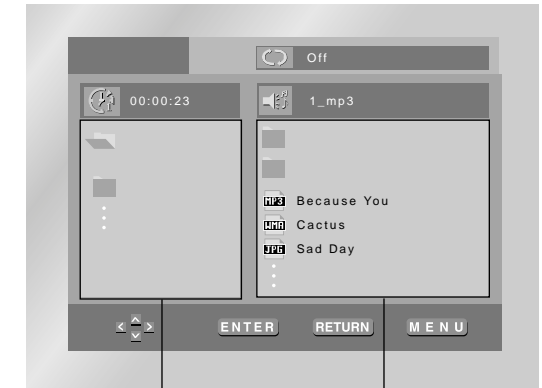 Off
00:00:23
1_mp3
MP3 Because You
WMA Cactus
JPG Sad Day
ENTER RETURN MENU